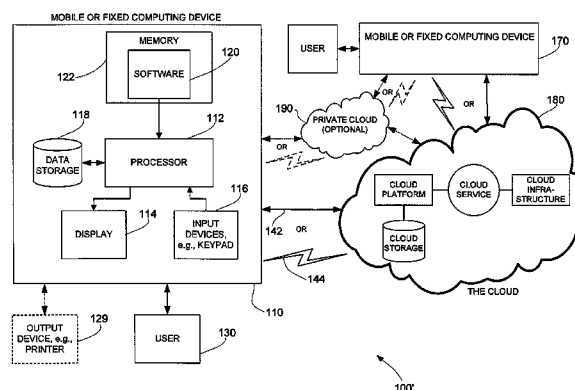 MOBILE OR FIXED COMPUTING DEVICE
MEMORY
120
122
SOFTWARE
118
112
DATA
STORAGE
PROCESSOR
116
DISPLAY
114
INPUT
DEVICES,
e.g., KEYPAD
110
129
OUTPUT
DEVICE, e.g.,
PRINTER
USER
130
USER
MOBILE OR FIXED COMPUTING DEVICE
170
190
OR
OR
OR
180
PRIVATE CLOUD
(OPTIONAL)
OR
CLOUD
PLATFORM
CLOUD
SERVICE
CLOUD
INFRA-
STRUCTURE
142
OR
CLOUD
STORAGE
144
THE CLOUD
100'